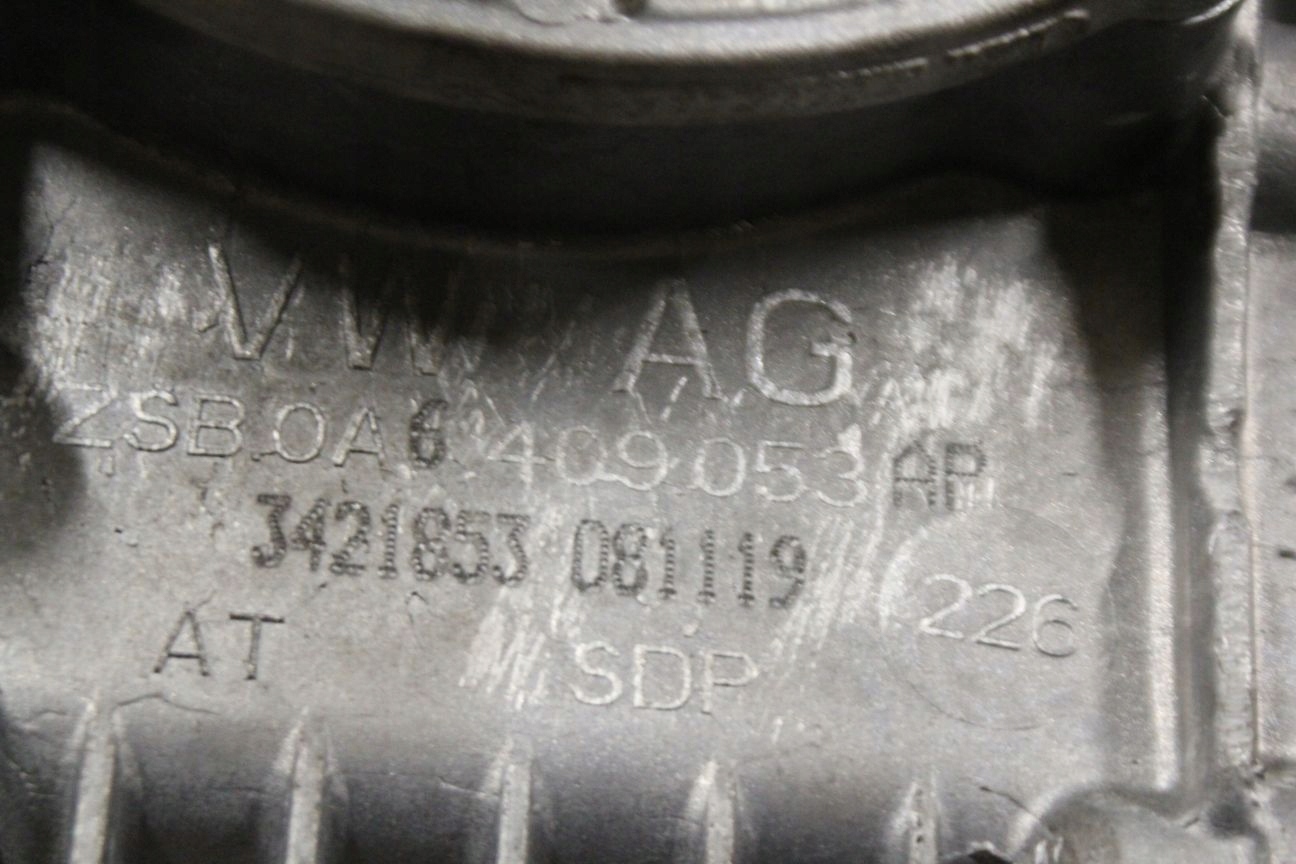 VW AG
ZSB.0A6 409.053 AP
3421853 081119
226
AT SDP